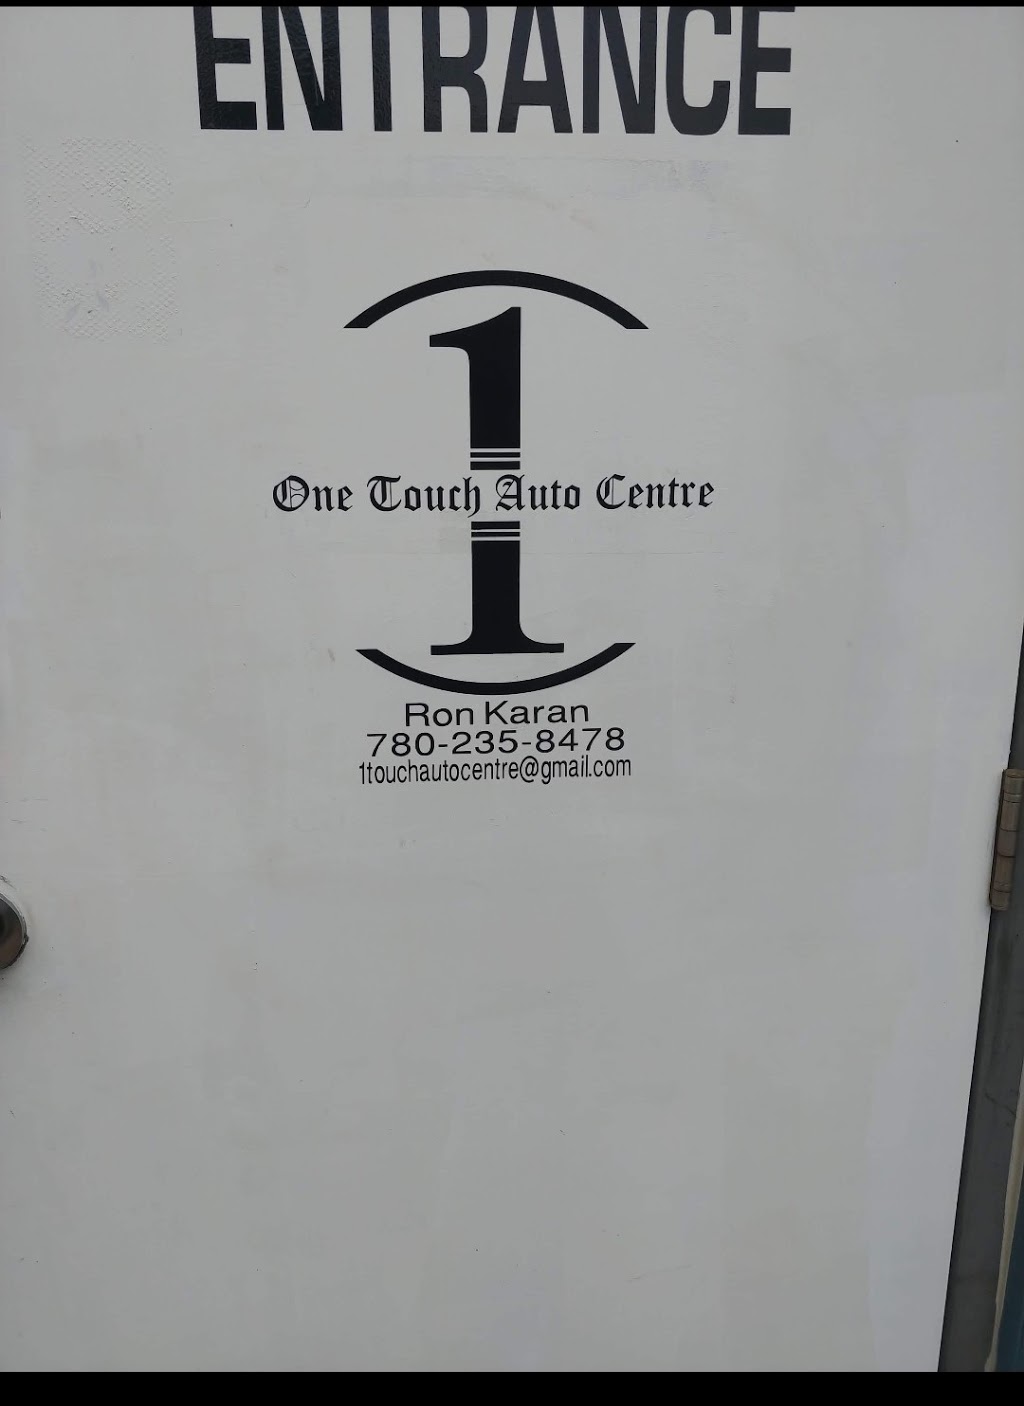 ENTRANCE
1
One Touch Auto Centre
Ron Karan
780-235-8478
1touchautocentre@gmail.com